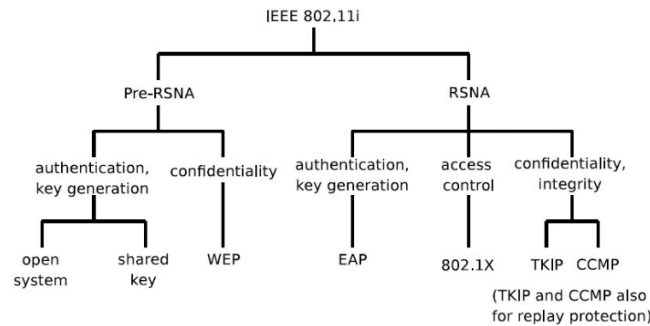 IEEE 802,11i
Pre-RSNA
RSNA
authentication,
key generation
confidentiality
authentication,
key generation
access
control
confidentiality,
integrity
open
system
shared
key
WEP
EAP
802.1X
TKIP
CCMP
(TKIP and CCMP also
for replay protection)